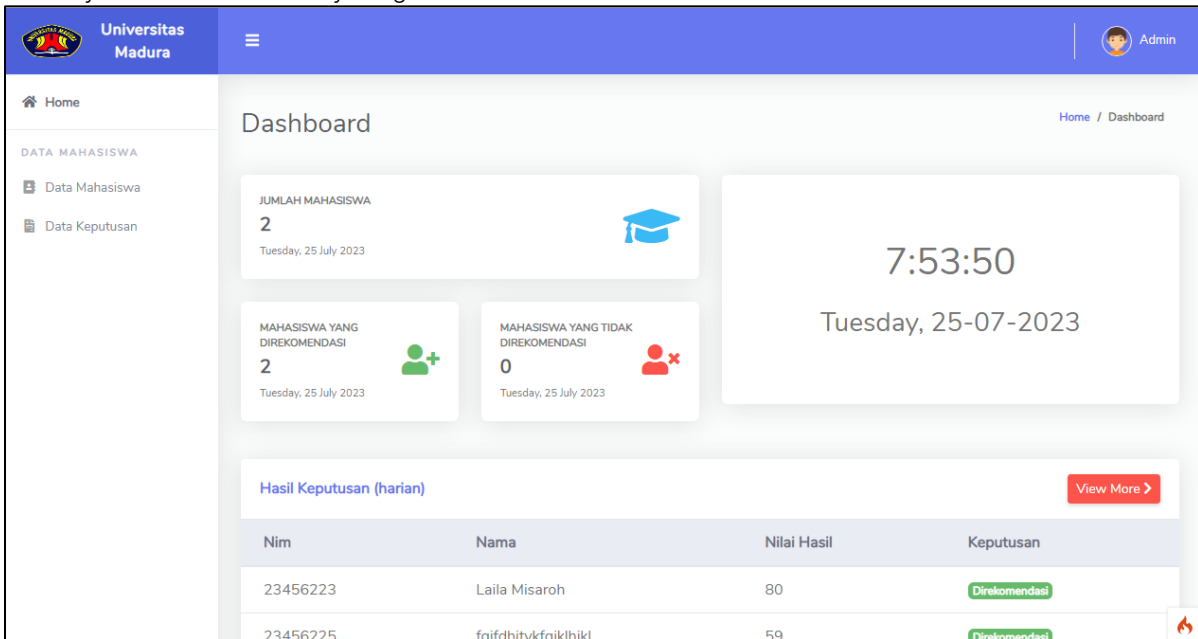 Universitas
Madura
Admin
Home
Dashboard
Home / Dashboard
DATA MAHASISWA
Data Mahasiswa
Data Keputusan
JUMLAH MAHASISWA
2
Tuesday, 25 July 2023
7:53:50
Tuesday, 25-07-2023
MAHASISWA YANG
DIREKOMENDASI
2
Tuesday, 25 July 2023
MAHASISWA YANG TIDAK
DIREKOMENDASI
0
Tuesday, 25 July 2023
Hasil Keputusan (harian)
View More
Nim Nama Nilai Hasil Keputusan
23456223 Laila Misaroh 80 Direkomendasi
23456225 59 Direkomendasi